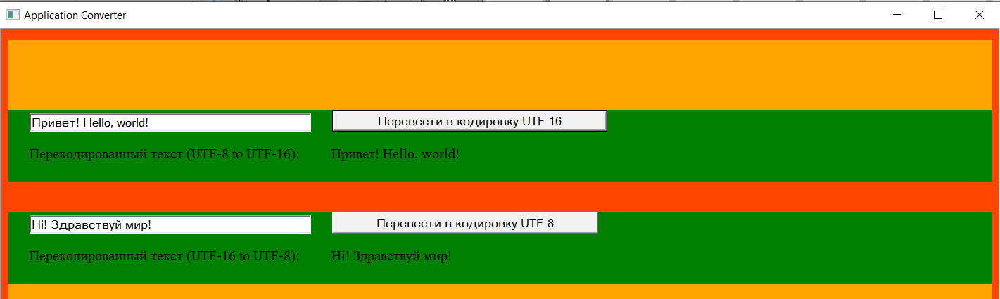 Application Converter
Привет! Hello, world!
Перевести в кодировку UTF-16
Перекодированный текст (UTF-8 to UTF-16):
Привет! Hello, world!
Hi! Здравствуй мир!
Перевести в кодировку UTF-8
Перекодированный текст (UTF-16 to UTF-8):
Hi! Здравствуй мир!